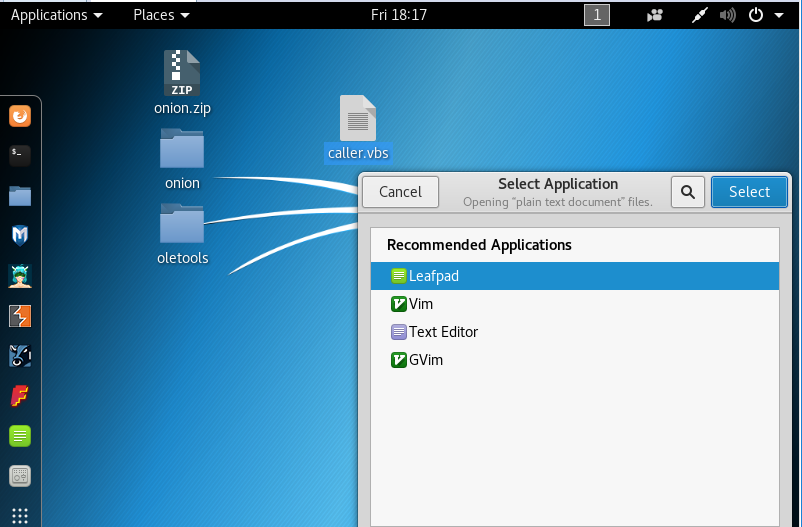 Applications
Places
Fri 18:17
1
ZIP
onion.zip
caller.vbs
onion
oletools
Cancel
Select Application
Opening "plain text document" files.
Select
Recommended Applications
Leafpad
Vim
Text Editor
GVim